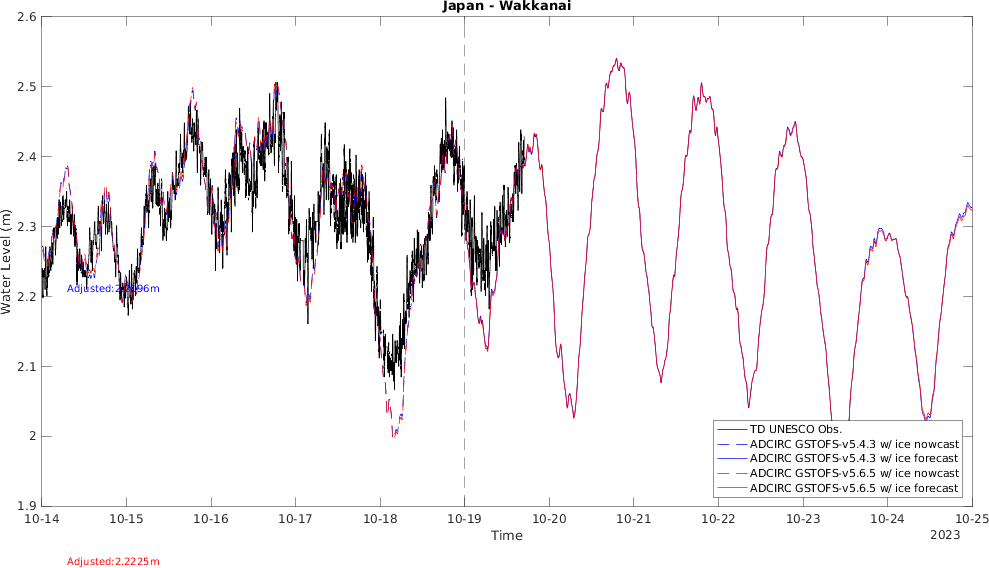 Japan - Wakkanai
2.6
2.5
2.4
2.3
2.2
2.1
2
1.9
Water Level (m)
TD UNESCO Obs.
ADCIRC GSTOFS-v5.4.3 w/ ice nowcast
ADCIRC GSTOFS-v5.4.3 w/ ice forecast
ADCIRC GSTOFS-v5.6.5 w/ ice nowcast
ADCIRC GSTOFS-v5.6.5 w/ ice forecast
10-14 10-15 10-16 10-17 10-18 10-19 10-20 10-21 10-22 10-23 10-24 10-25
Time
2023
Adjusted:2.2225m